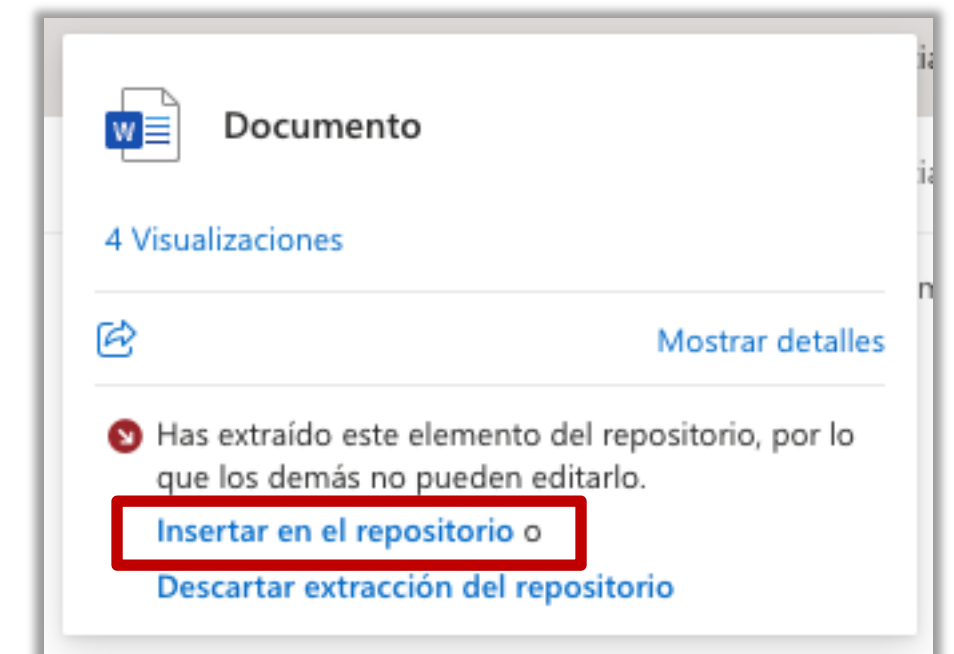 W
Documento
4 Visualizaciones
Mostrar detalles
Has extraído este elemento del repositorio, por lo
que los demás no pueden editarlo.
Insertar en el repositorio o
Descartar extracción del repositorio